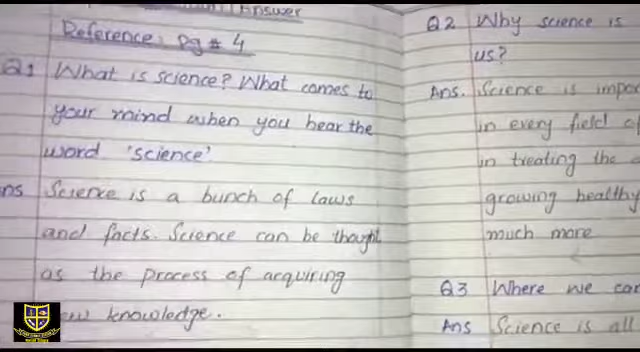 Answer
Reference: Pg # 4
Q1 What is science? What comes to
your mind when you hear the
word 'science'
Ans Science is a bunch of laws
and facts. Science can be thought
as the process of acquiring
knowledge.
Q2 Why science is
us?
Ans. Science is
in every field of
in treating the
growing healthy
much more
Q3 Where we can
Ans Science is all